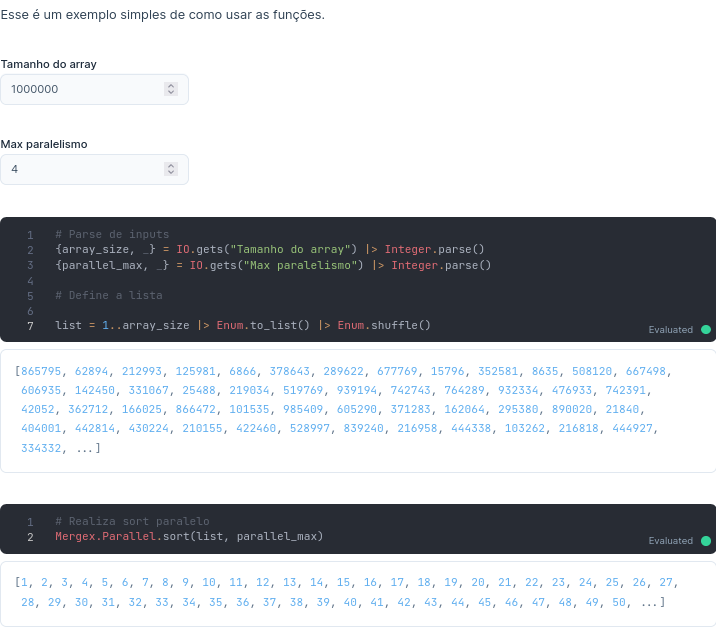 Esse é um exemplo simples de como usar as funções.
Tamanho do array
1000000
Max paralelismo
4
1 # Parse de inputs
2 {array_size, _} = IO.gets("Tamanho do array") |> Integer.parse()
3 {parallel_max, _} = IO.gets("Max paralelismo") |> Integer.parse()
4
5 # Define a lista
6
7 list = 1..array_size |> Enum.to_list() |> Enum.shuffle()
Evaluated
[865795, 62894, 212993, 125981, 6866, 378643, 289622, 677769, 15796, 352581, 8635, 508120, 667498,
606935, 142450, 331067, 25488, 219034, 519769, 939194, 742743, 764289, 932334, 476933, 742391,
42052, 362712, 166025, 866472, 101535, 985409, 605290, 371283, 162064, 295380, 890020, 21840,
404001, 442814, 430224, 210155, 422460, 528997, 839240, 216958, 444338, 103262, 216818, 444927,
334332, ...]
1 # Realiza sort paralelo
2 Mergex.Parallel.sort(list, parallel_max)
Evaluated
[1, 2, 3, 4, 5, 6, 7, 8, 9, 10, 11, 12, 13, 14, 15, 16, 17, 18, 19, 20, 21, 22, 23, 24, 25, 26, 27,
28, 29, 30, 31, 32, 33, 34, 35, 36, 37, 38, 39, 40, 41, 42, 43, 44, 45, 46, 47, 48, 49, 50, ...]